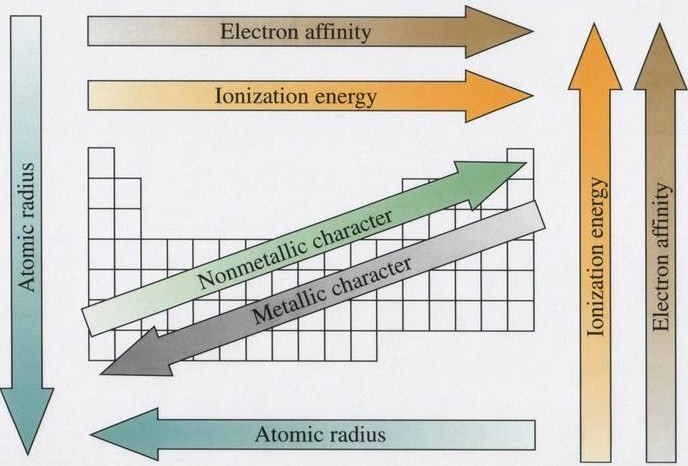 Electron affinity
Ionization energy
Atomic radius
Nonmetallic character
Metallic character
Ionization energy
Electron affinity
Atomic radius